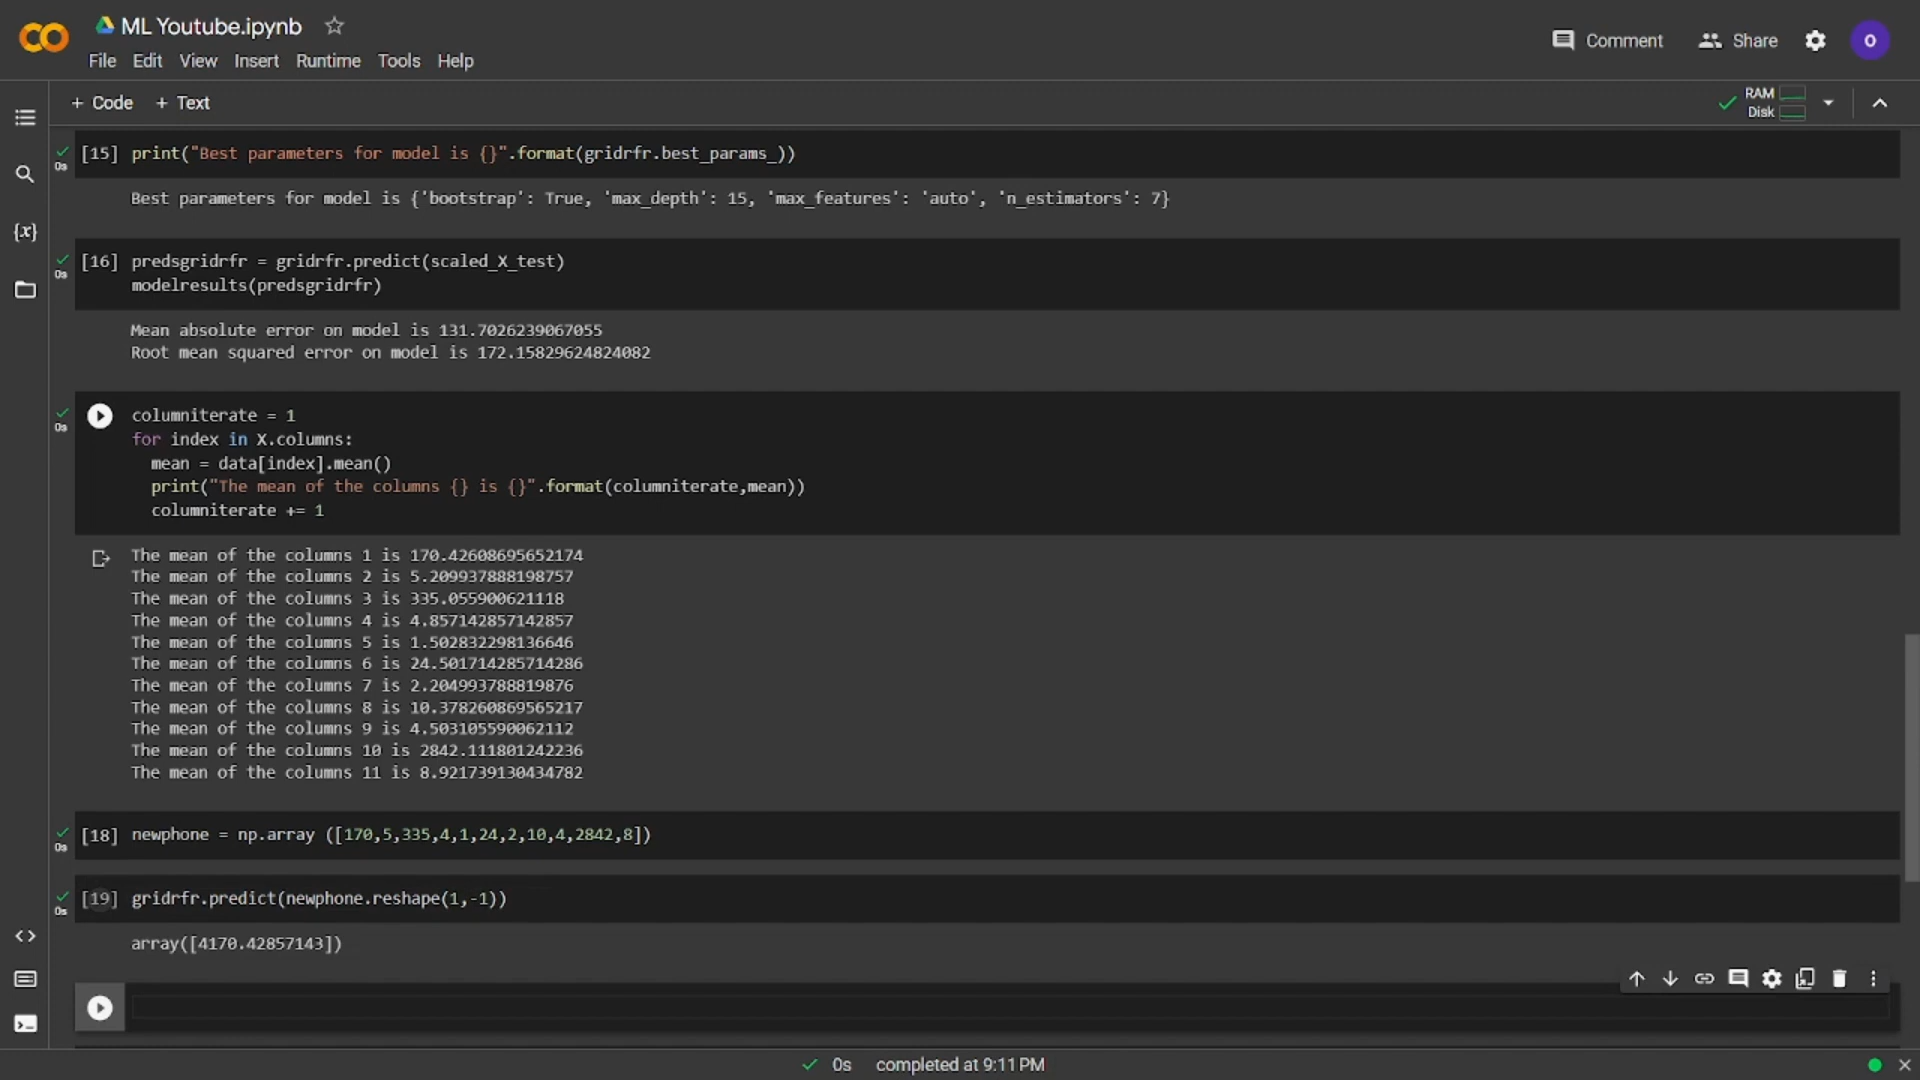 ML Youtube.ipynb
File Edit View Insert Runtime Tools Help
Comment Share O
+ Code + Text
RAM
Disk
[15] print("Best parameters for model is {}".format(gridrfr.best_params_))
0s
Best parameters for model is {'bootstrap': True, 'max_depth': 15, 'max_features': 'auto', 'n_estimators': 7}
{x}
[16] predsgridrfr = gridrfr.predict(scaled_X_test)
0s
modelresults(predsgridrfr)
Mean absolute error on model is 131.7026239067055
Root mean squared error on model is 172.15829624824082
columniterate = 1
0s
for index in X.columns:
mean = data[index].mean()
print("The mean of the columns {} is {}".format(columniterate,mean))
columniterate += 1
The mean of the columns 1 is 170.42608695652174
The mean of the columns 2 is 5.209937888198757
The mean of the columns 3 is 335.055900621118
The mean of the columns 4 is 4.857142857142857
The mean of the columns 5 is 1.502832298136646
The mean of the columns 6 is 24.501714285714286
The mean of the columns 7 is 2.204993788819876
The mean of the columns 8 is 10.378260869565217
The mean of the columns 9 is 4.503105590062112
The mean of the columns 10 is 2842.111801242236
The mean of the columns 11 is 8.921739130434782
[18] newphone = np.array ([170,5,335,4,1,24,2,10,4,2842,8])
0s
[19] gridrfr.predict(newphone.reshape(1,-1))
0s
array([4170.42857143])
0s completed at 9:11 PM